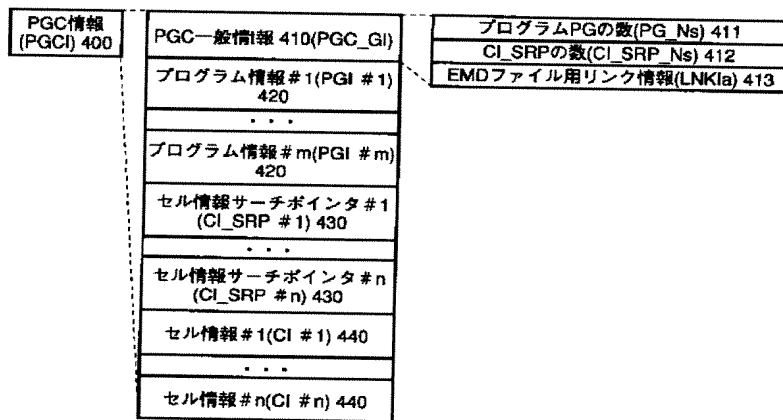 PGC情報
(PGCI) 400
PGC一般情報 410(PGC_GI)
プログラム情報#1(PGI #1)
420
・・・
プログラム情報#m(PGI #m)
420
セル情報サーチポインタ#1
(CI_SRP #1) 430
・・・
セル情報サーチポインタ#n
(CI_SRP #n) 430
セル情報#1(CI #1) 440
・・・
セル情報#n(CI #n) 440
プログラムPGの数(PG_Ns) 411
CI_SRPの数(CI_SRP_Ns) 412
EMDファイル用リンク情報(LNKIa) 413